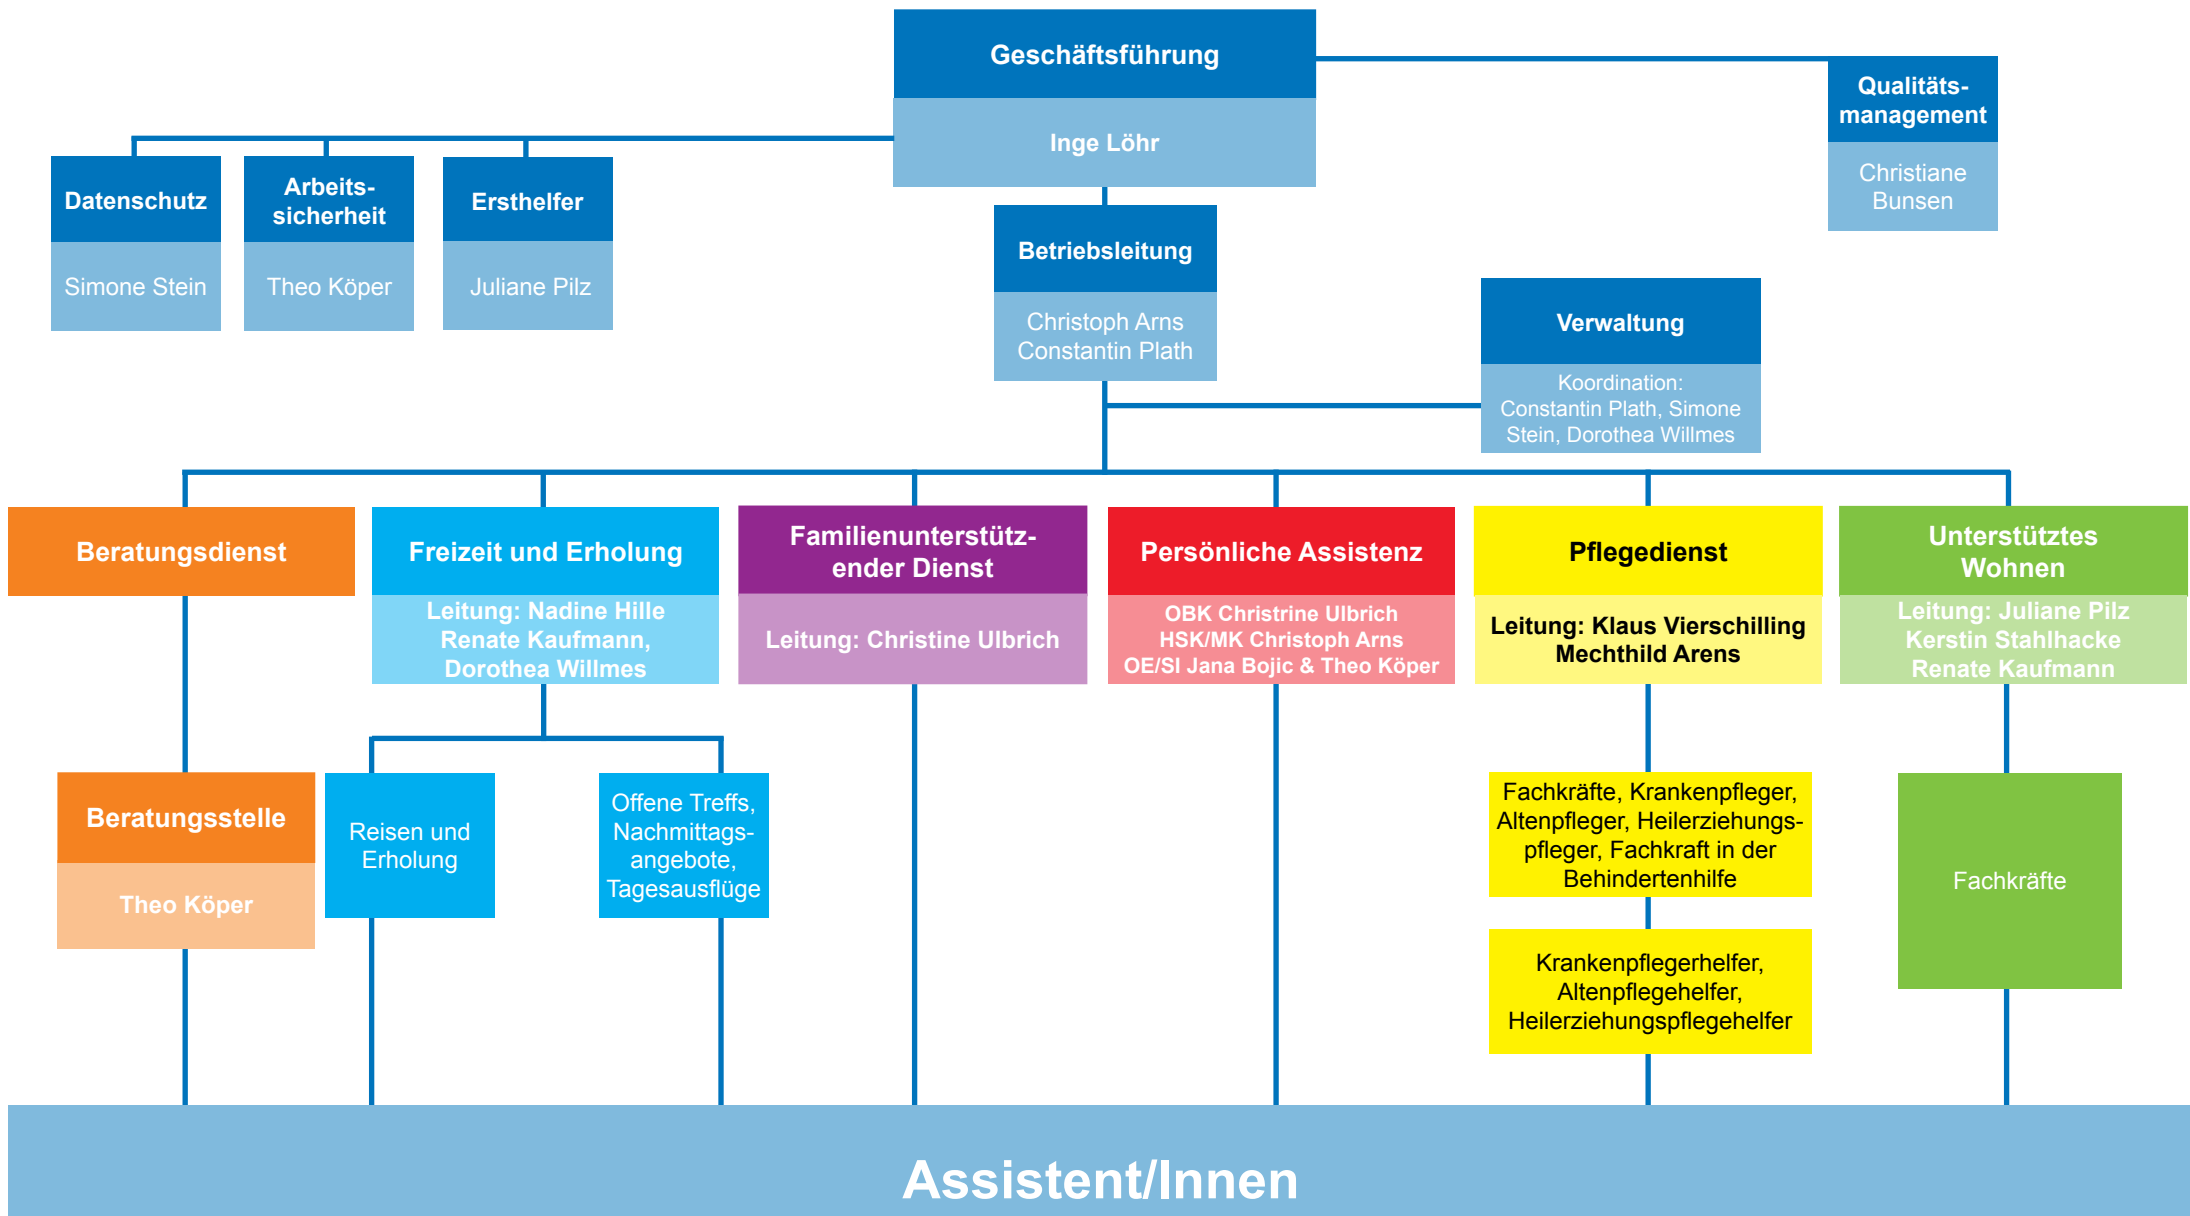 Geschäftsführung
Inge Löhr
Qualitäts-
management
Christiane
Bunsen
Datenschutz
Simone Stein
Arbeits-
sicherheit
Theo Köper
Ersthelfer
Juliane Pilz
Betriebsleitung
Christoph Arns
Constantin Plath
Verwaltung
Koordination:
Constantin Plath, Simone
Stein, Dorothea Willmes
Beratungsdienst
Freizeit und Erholung
Leitung: Nadine Hille
Renate Kaufmann,
Dorothea Willmes
Familienunterstütz-
ender Dienst
Leitung: Christine Ulbrich
Persönliche Assistenz
OBK Christrine Ulbrich
HSK/MK Christoph Arns
OE/SI Jana Bojic & Theo Köper
Pflegedienst
Leitung: Klaus Vierschilling
Mechthild Arens
Unterstütztes
Wohnen
Leitung: Juliane Pilz
Kerstin Stahlhacke
Renate Kaufmann
Beratungsstelle
Theo Köper
Reisen und
Erholung
Offene Treffs,
Nachmittags-
angebote,
Tagesausflüge
Fachkräfte, Krankenpfleger,
Altenpfleger, Heilerziehungs-
pfleger, Fachkraft in der
Behindertenhilfe
Krankenpflegerhelfer,
Altenpflegehelfer,
Heilerziehungspflegehelfer
Fachkräfte
Assistent/Innen